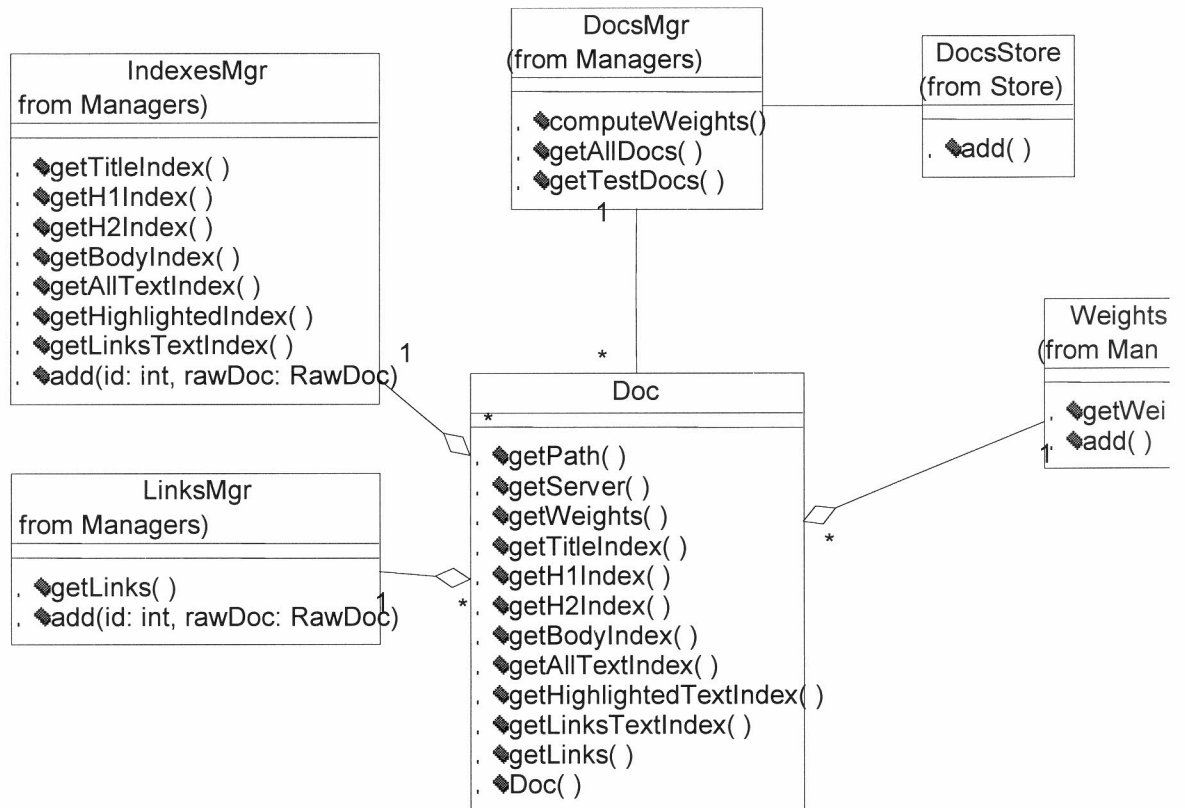 IndexesMgr
from Managers)
. getTitleIndex( )
. getH1Index( )
. getH2Index( )
. getBodyIndex( )
. getAllTextIndex( )
. getHighlightedIndex( )
. getLinksTextIndex( )
. add(id: int, rawDoc: RawDoc)
1
DocsMgr
(from Managers)
. computeWeights()
. getAllDocs( )
. getTestDocs( )
1
*
DocsStore
(from Store)
. add( )
Weights
(from Man
. getWei
. add( )
1
*
LinksMgr
from Managers)
. getLinks( )
. add(id: int, rawDoc: RawDoc)
1
*
Doc
*
. getPath( )
. getServer( )
. getWeights( )
. getTitleIndex( )
. getH1Index( )
. getH2Index( )
. getBodyIndex( )
. getAllTextIndex( )
. getHighlightedTextIndex( )
. getLinksTextIndex( )
. getLinks( )
. Doc( )